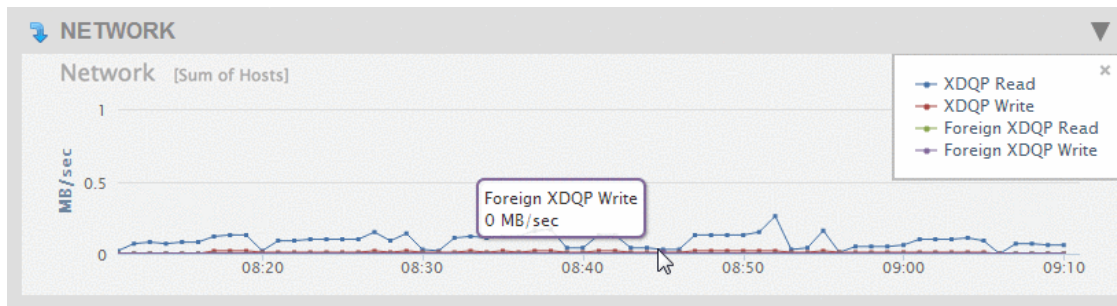 NETWORK
Network [Sum of Hosts]
×
XDQP Read
XDQP Write
Foreign XDQP Read
Foreign XDQP Write
MB/sec
1
0.5
0
Foreign XDQP Write
0 MB/sec
08:20 08:30 08:40 08:50 09:00 09:10